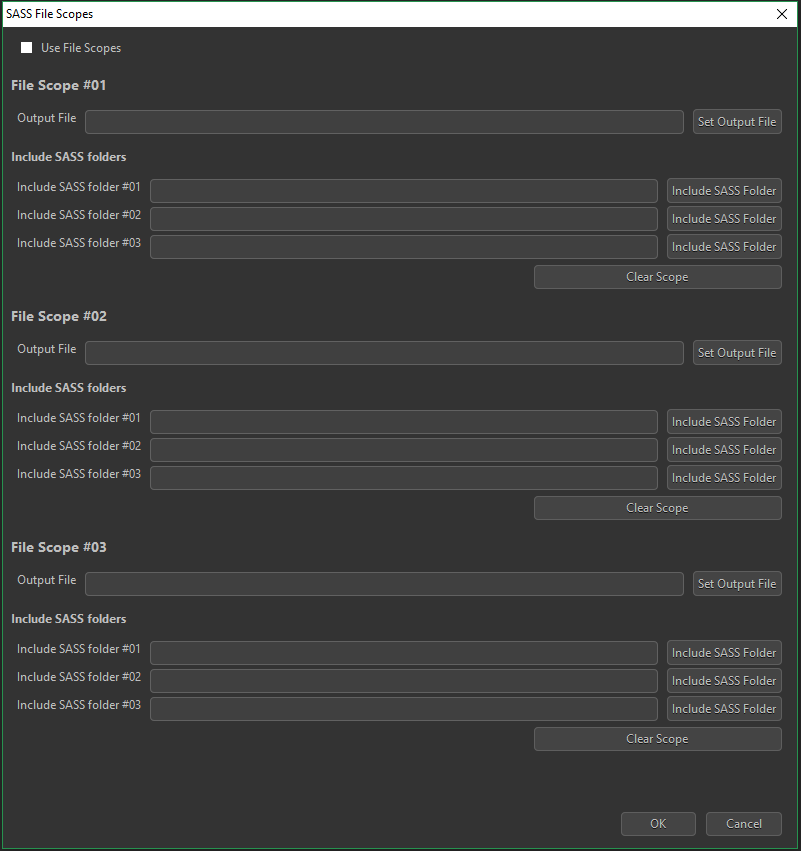 SASS File Scopes
Use File Scopes
File Scope #01
Output File Set Output File
Include SASS folders
Include SASS folder #01 Include SASS Folder
Include SASS folder #02 Include SASS Folder
Include SASS folder #03 Include SASS Folder
Clear Scope
File Scope #02
Output File Set Output File
Include SASS folders
Include SASS folder #01 Include SASS Folder
Include SASS folder #02 Include SASS Folder
Include SASS folder #03 Include SASS Folder
Clear Scope
File Scope #03
Output File Set Output File
Include SASS folders
Include SASS folder #01 Include SASS Folder
Include SASS folder #02 Include SASS Folder
Include SASS folder #03 Include SASS Folder
Clear Scope
OK Cancel